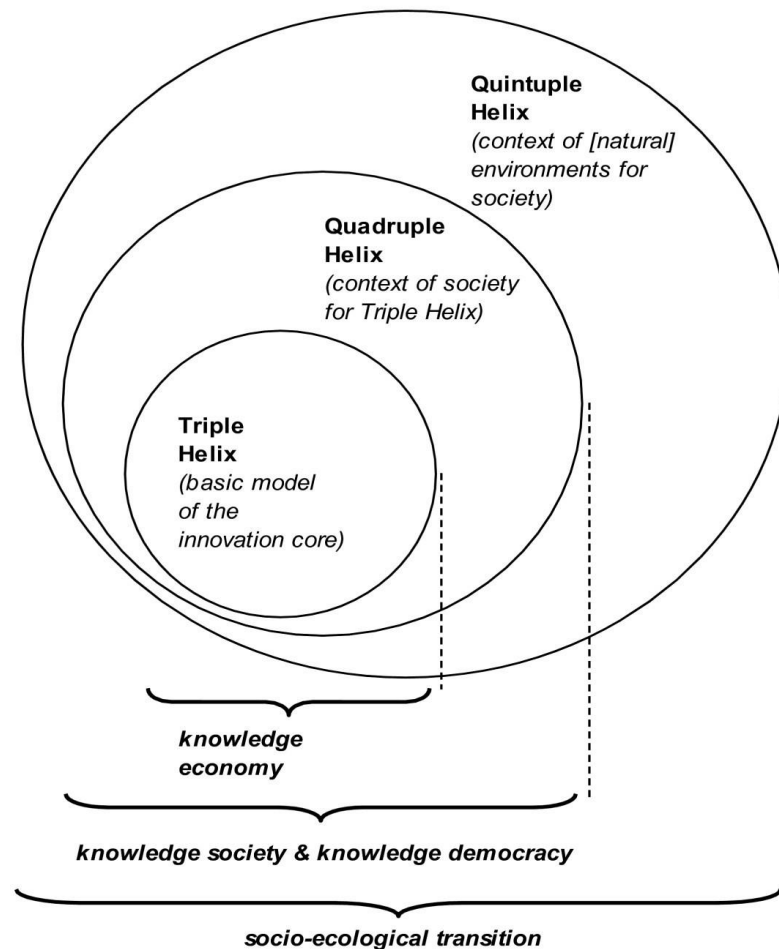 Quintuple
Helix
(context of [natural]
environments for
society)
Quadruple
Helix
(context of society
for Triple Helix)
Triple
Helix
(basic model
of the
innovation core)
knowledge
economy
knowledge society & knowledge democracy
socio-ecological transition